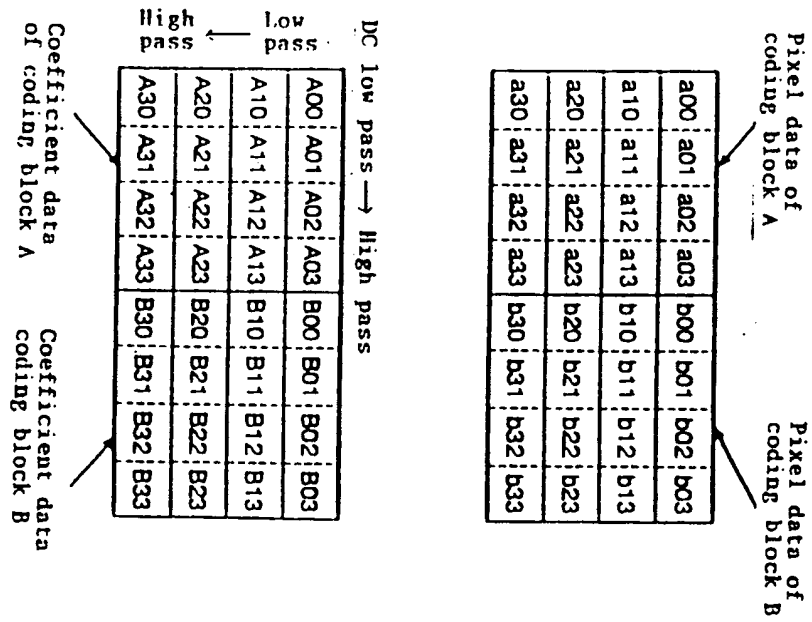 Pixel data of
coding block A
Pixel data of
coding block B
a00 a01 a02 a03 b00 b01 b02 b03
a10 a11 a12 a13 b10 b11 b12 b13
a20 a21 a22 a23 b20 b21 b22 b23
a30 a31 a32 a33 b30 b31 b32 b33
DC low pass → High pass
High ← Low
pass pass
A00 A01 A02 A03 B00 B01 B02 B03
A10 A11 A12 A13 B10 B11 B12 B13
A20 A21 A22 A23 B20 B21 B22 B23
A30 A31 A32 A33 B30 B31 B32 B33
Coefficient data
of coding block A
Coefficient data
coding block B